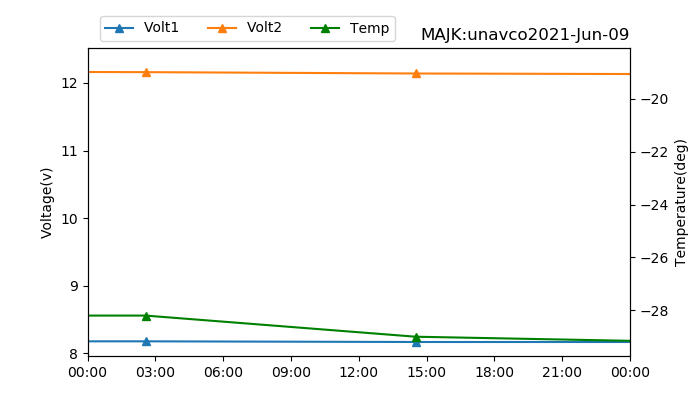 Volt1 Volt2 Temp
MAJK:unavco2021-Jun-09
12
11
10
9
8
Voltage(v)
−20
−22
−24
−26
−28
Temperature(deg)
00:00 03:00 06:00 09:00 12:00 15:00 18:00 21:00 00:00